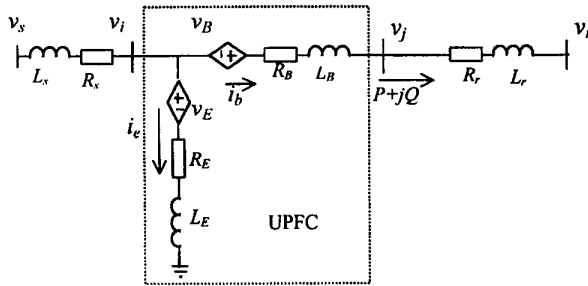 v_s v_i v_B v_j v_r
L_s R_s R_B L_B R_r L_r
i_b P+jQ
v_E
i_e
R_E
L_E
UPFC